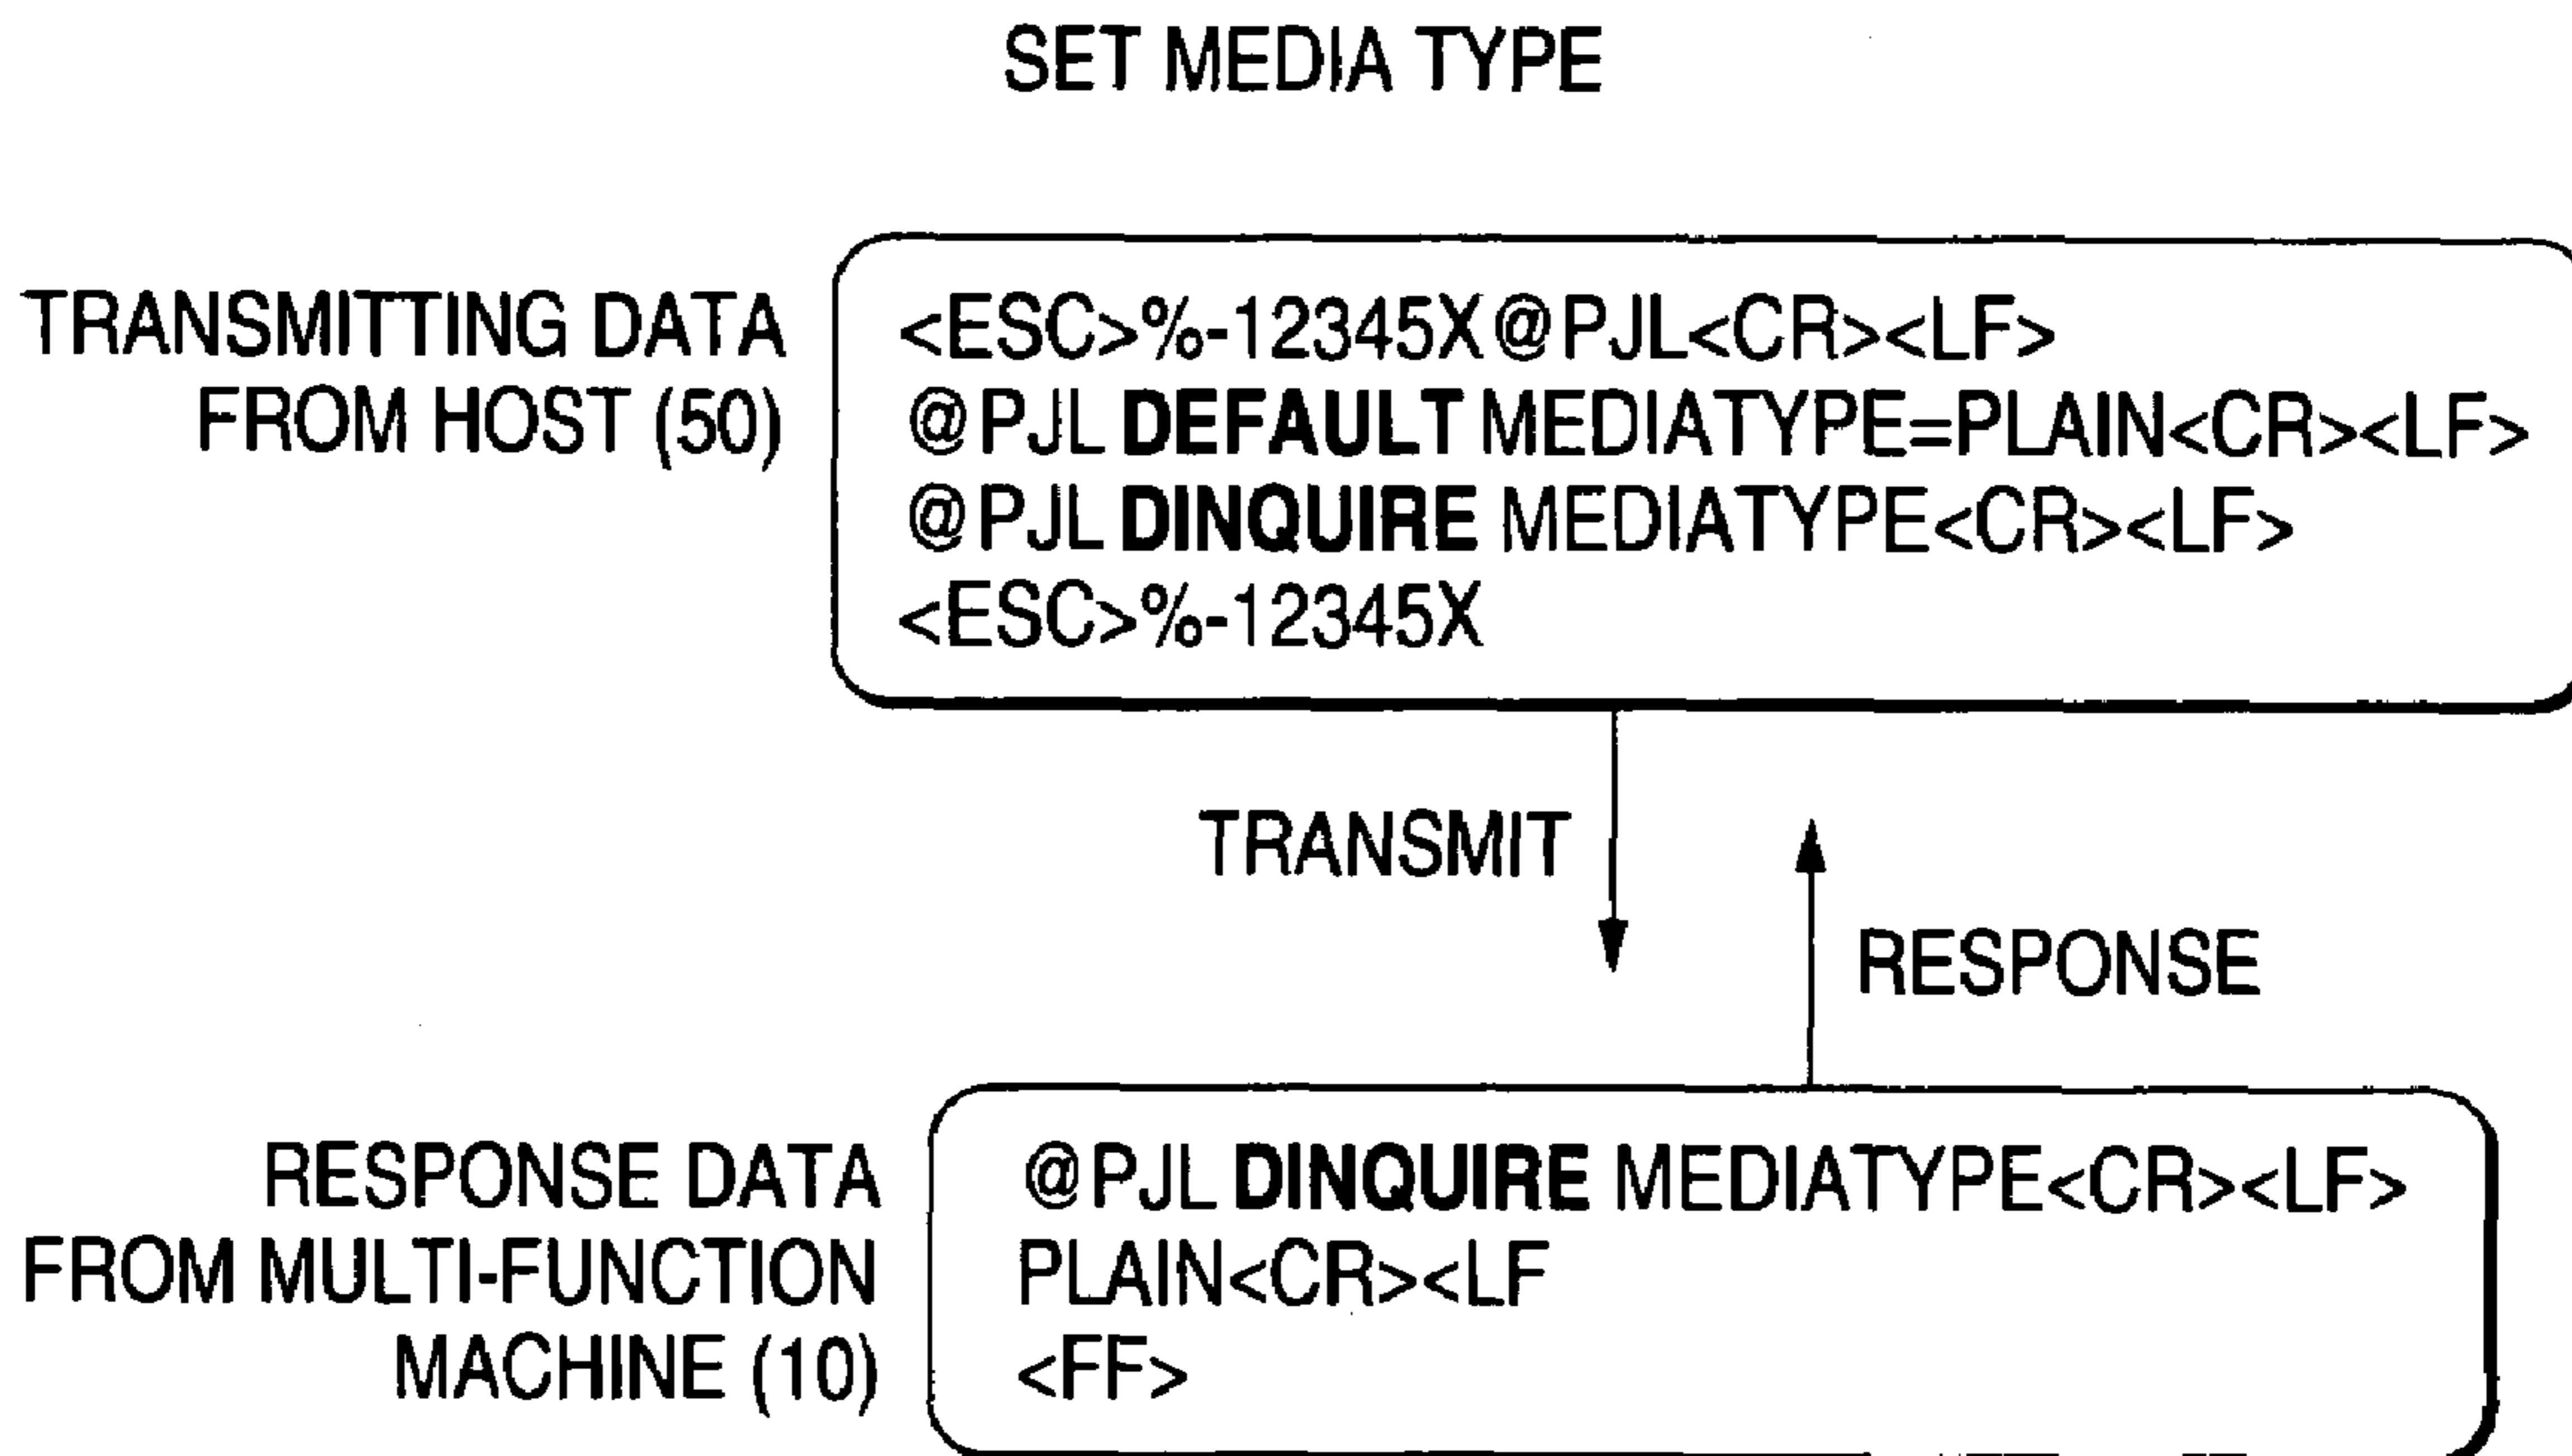 SET MEDIA TYPE
TRANSMITTING DATA
FROM HOST (50)
<ESC>%-12345X@PJL<CR><LF>
@PJL DEFAULT MEDIATYPE=PLAIN<CR><LF>
@PJL DINQUIRE MEDIATYPE<CR><LF>
<ESC>%-12345X
TRANSMIT
RESPONSE
RESPONSE DATA
FROM MULTI-FUNCTION
MACHINE (10)
@PJL DINQUIRE MEDIATYPE<CR><LF>
PLAIN<CR><LF
<FF>